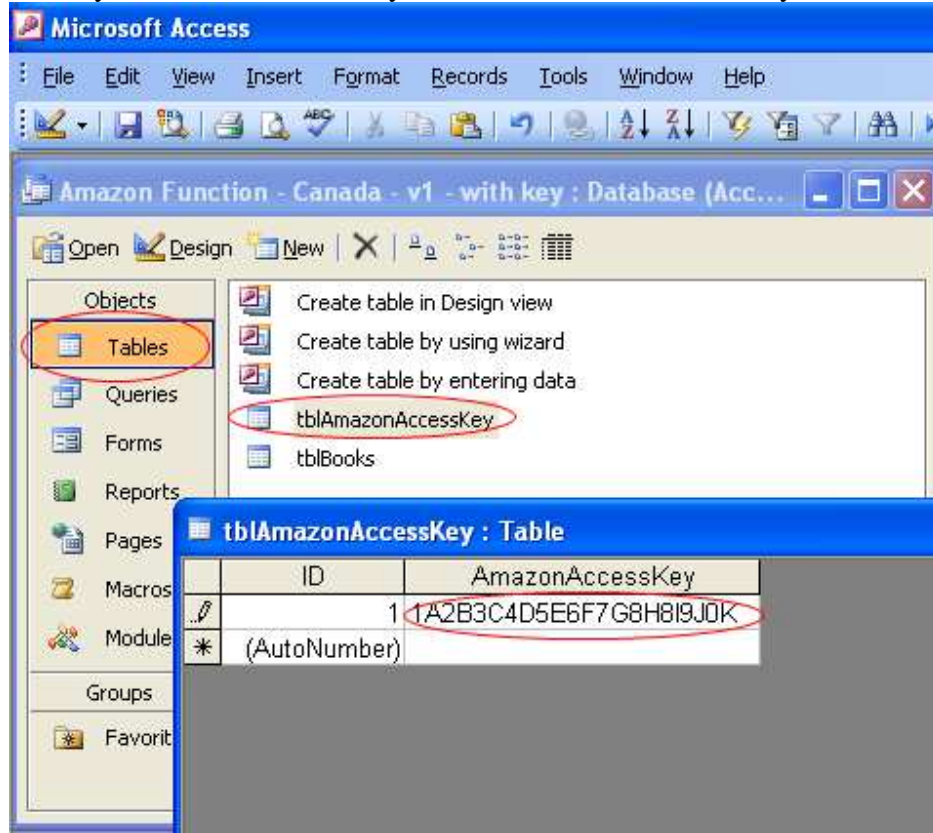 Microsoft Access
File Edit View Insert Format Records Tools Window Help
ABC A Z Z A
Amazon Function - Canada - v1 - with key : Database (Acc...
Open Design New
Objects
Create table in Design view
Tables
Create table by using wizard
Create table by entering data
Queries
tblAmazonAccessKey
Forms
tblBooks
Reports
Pages
tblAmazonAccessKey : Table
Macros
ID AmazonAccessKey
1 1A2B3C4D5E6F7G8H8I9J0K
Module
(AutoNumber)
Groups
Favorit